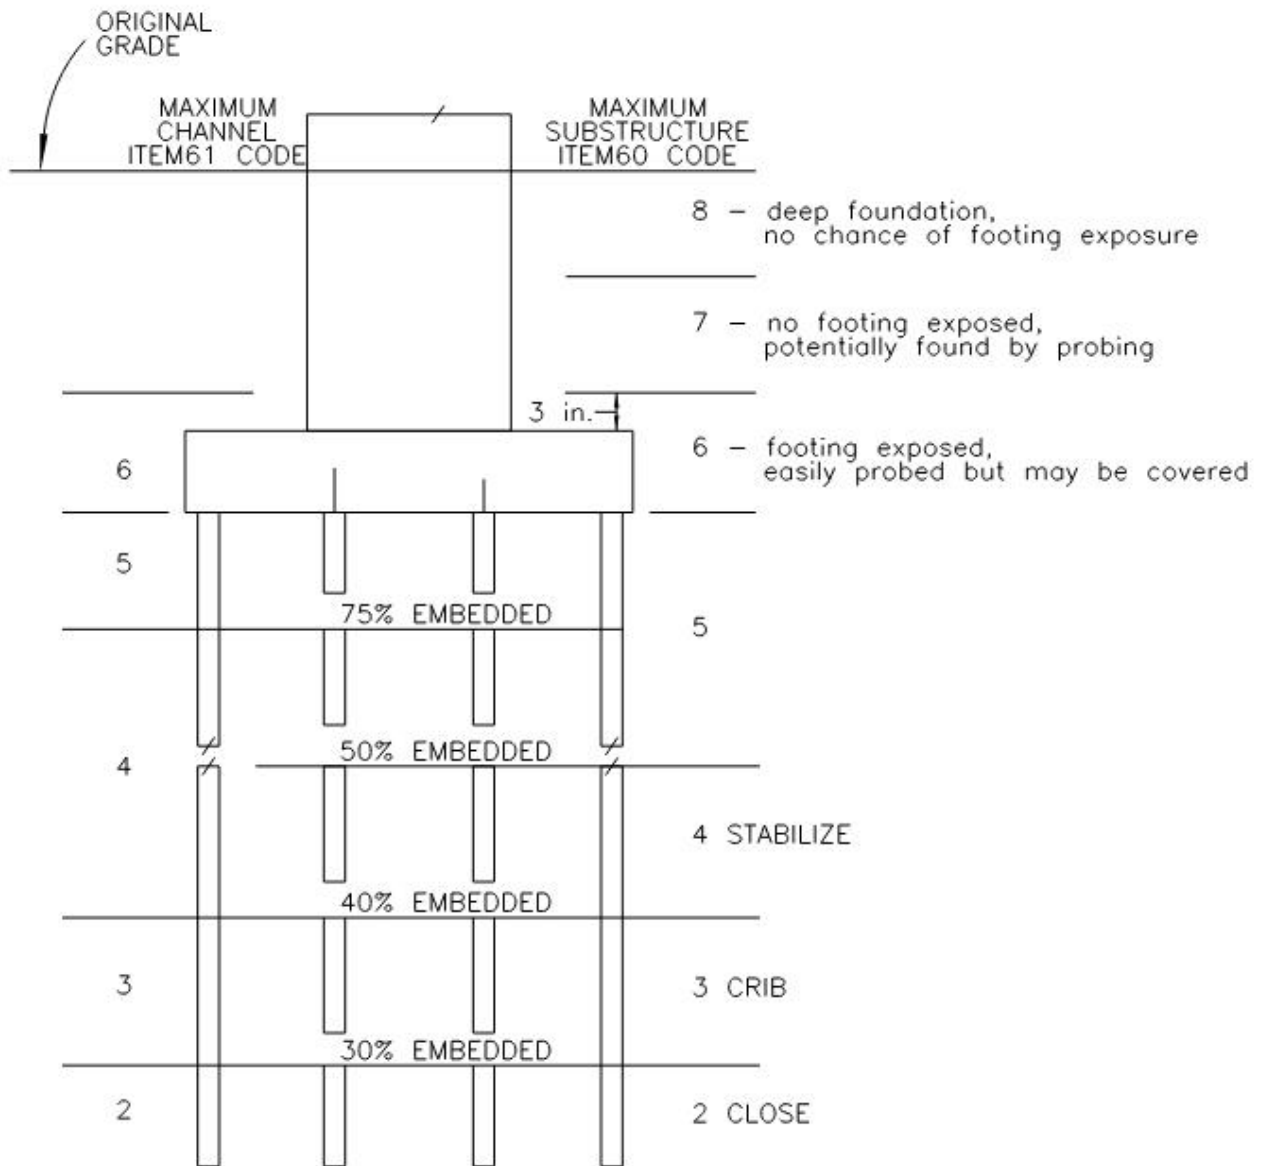 ORIGINAL
GRADE
MAXIMUM
CHANNEL
ITEM61 CODE
MAXIMUM
SUBSTRUCTURE
ITEM60 CODE
8 – deep foundation,
no chance of footing exposure
7 – no footing exposed,
potentially found by probing
3 in.
6
6 – footing exposed,
easily probed but may be covered
5
75% EMBEDDED
5
50% EMBEDDED
4
4 STABILIZE
40% EMBEDDED
3
3 CRIB
30% EMBEDDED
2
2 CLOSE